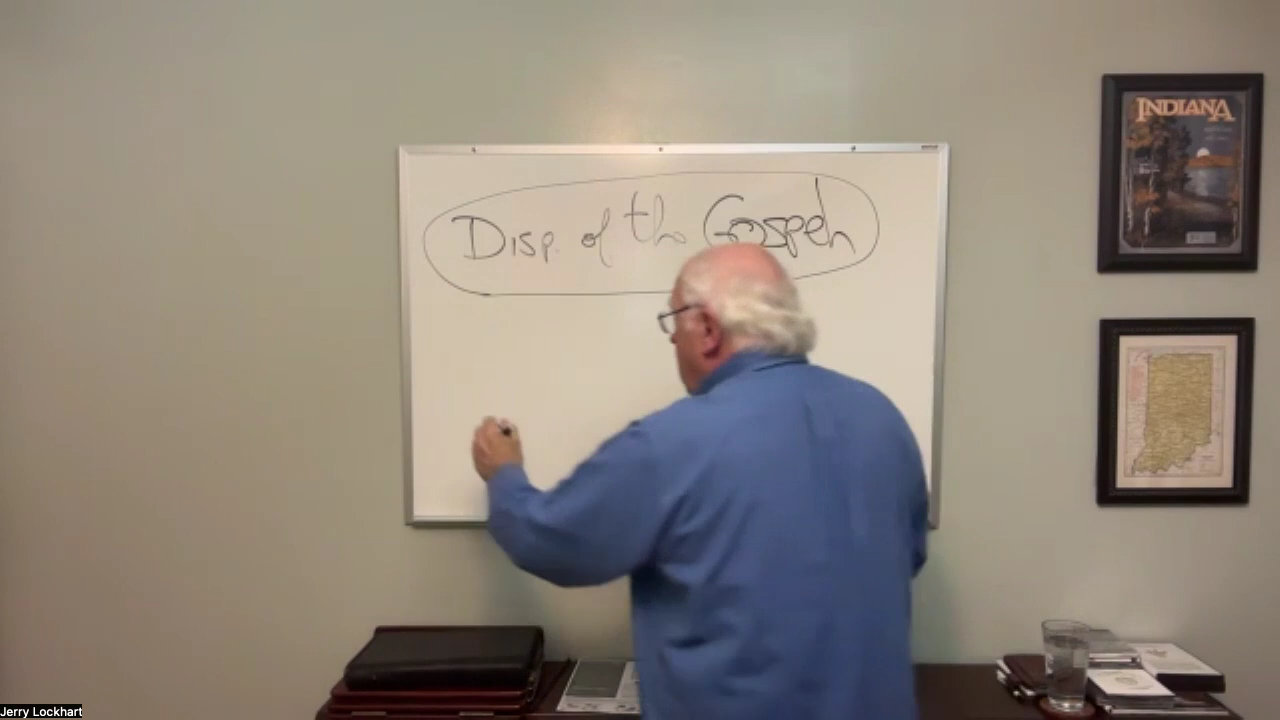 Disp. of the Gospel
INDIANA
Jerry Lockhart